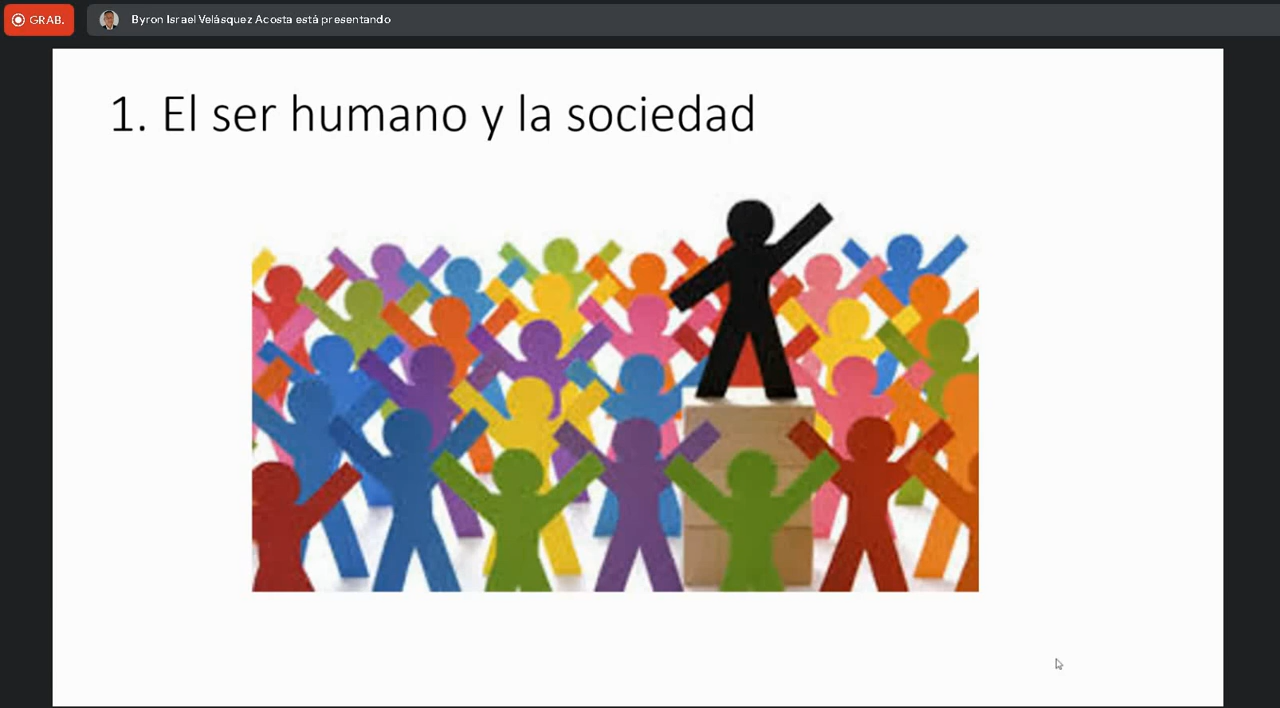 GRAB.
Byron Israel Velásquez Acosta está presentando
1. El ser humano y la sociedad